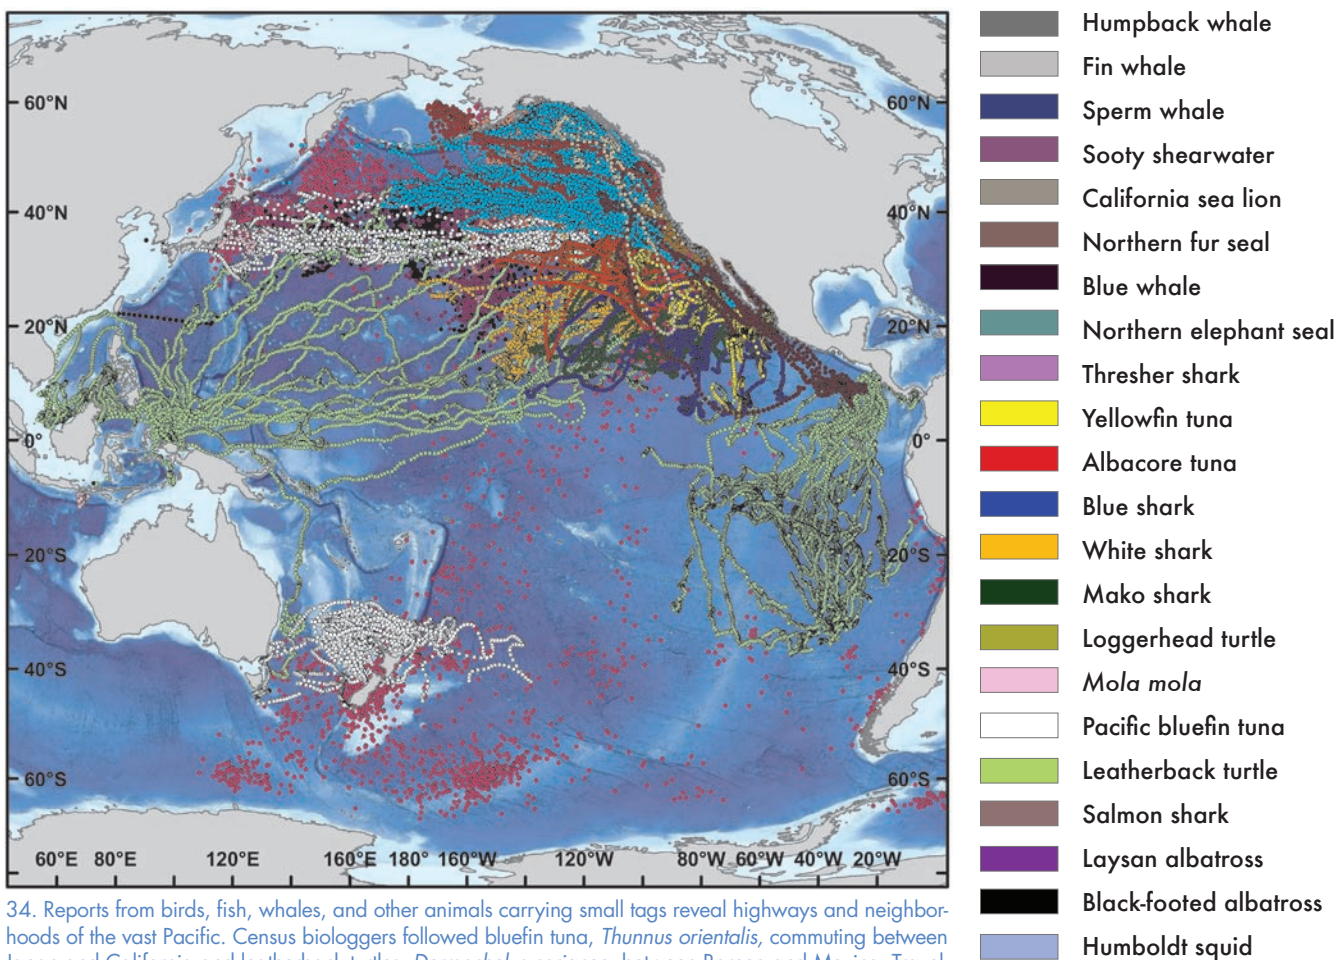 Humpback whale
Fin whale
Sperm whale
Sooty shearwater
California sea lion
Northern fur seal
Blue whale
Northern elephant seal
Thresher shark
Yellowfin tuna
Albacore tuna
Blue shark
White shark
Mako shark
Loggerhead turtle
Mola mola
Pacific bluefin tuna
Leatherback turtle
Salmon shark
Laysan albatross
Black-footed albatross
Humboldt squid
60°N 60°N
40°N 40°N
20°N 20°N
0° 0°
20°S 20°S
40°S 40°S
60°S 60°S
60°E 80°E 120°E 160°E 180° 160°W 120°W 80°W 60°W 40°W 20°W
34. Reports from birds, fish, whales, and other animals carrying small tags reveal highways and neighbor-
hoods of the vast Pacific. Census biologgers followed bluefin tuna, Thunnus orientalis, commuting between